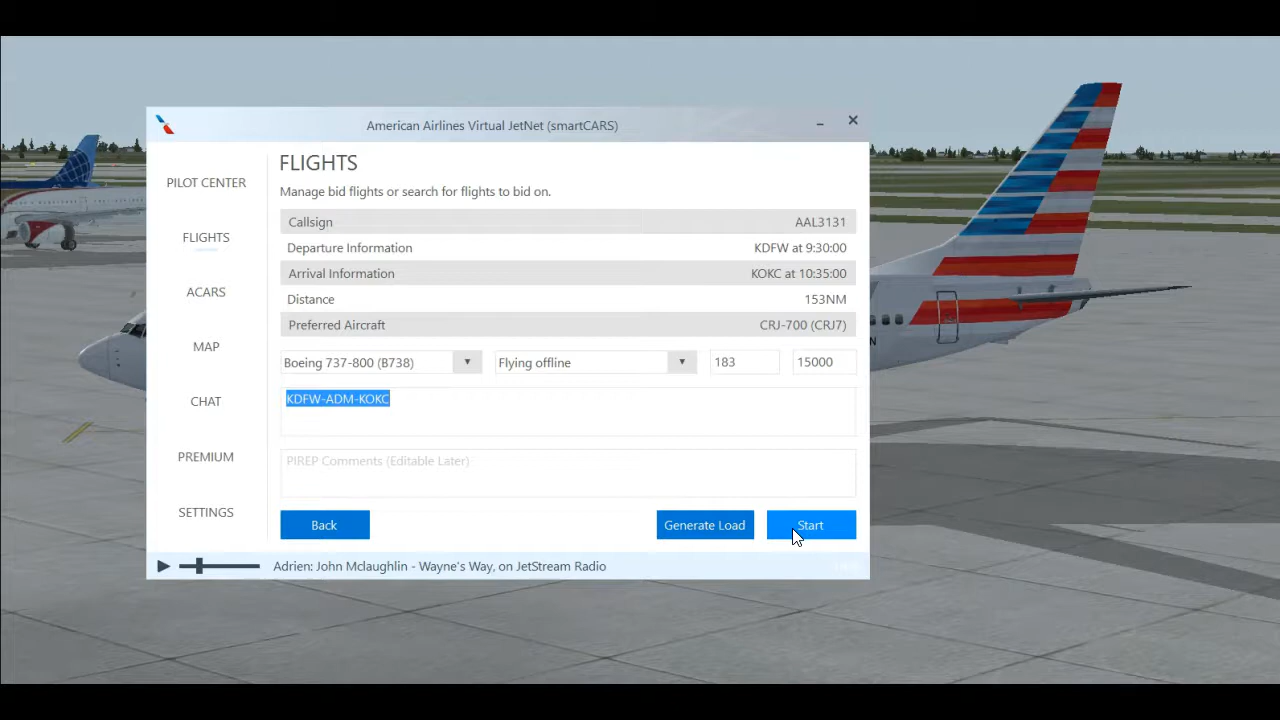 American Airlines Virtual JetNet (smartCARS)
PILOT CENTER
FLIGHTS
ACARS
MAP
CHAT
PREMIUM
SETTINGS
FLIGHTS
Manage bid flights or search for flights to bid on.
Callsign AAL3131
Departure Information KDFW at 9:30:00
Arrival Information KOKC at 10:35:00
Distance 153NM
Preferred Aircraft CRJ-700 (CRJ7)
Boeing 737-800 (B738) Flying offline 183 15000
KDFW-ADM-KOKC
PIREP Comments (Editable Later)
Back Generate Load Start
Adrien: John Mclaughlin - Wayne's Way, on JetStream Radio
N